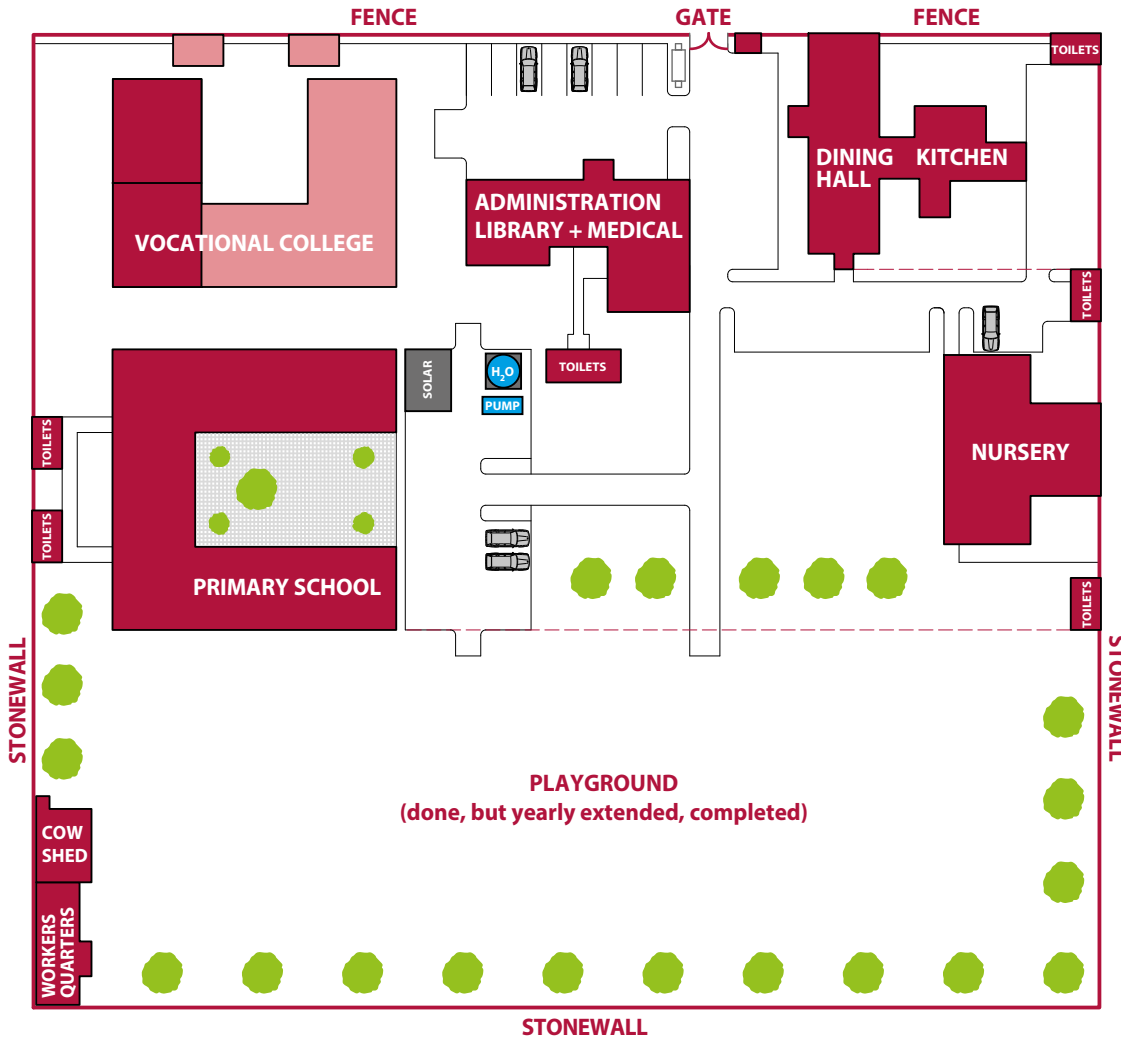 FENCE
GATE
FENCE
TOILETS
DINING
HALL
KITCHEN
ADMINISTRATION
LIBRARY + MEDICAL
VOCATIONAL COLLEGE
TOILETS
SOLAR
H₂O
PUMP
TOILETS
TOILETS
NURSERY
TOILETS
PRIMARY SCHOOL
TOILETS
STONEWALL
STONEWALL
PLAYGROUND
(done, but yearly extended, completed)
COW
SHED
WORKERS
QUARTERS
STONEWALL